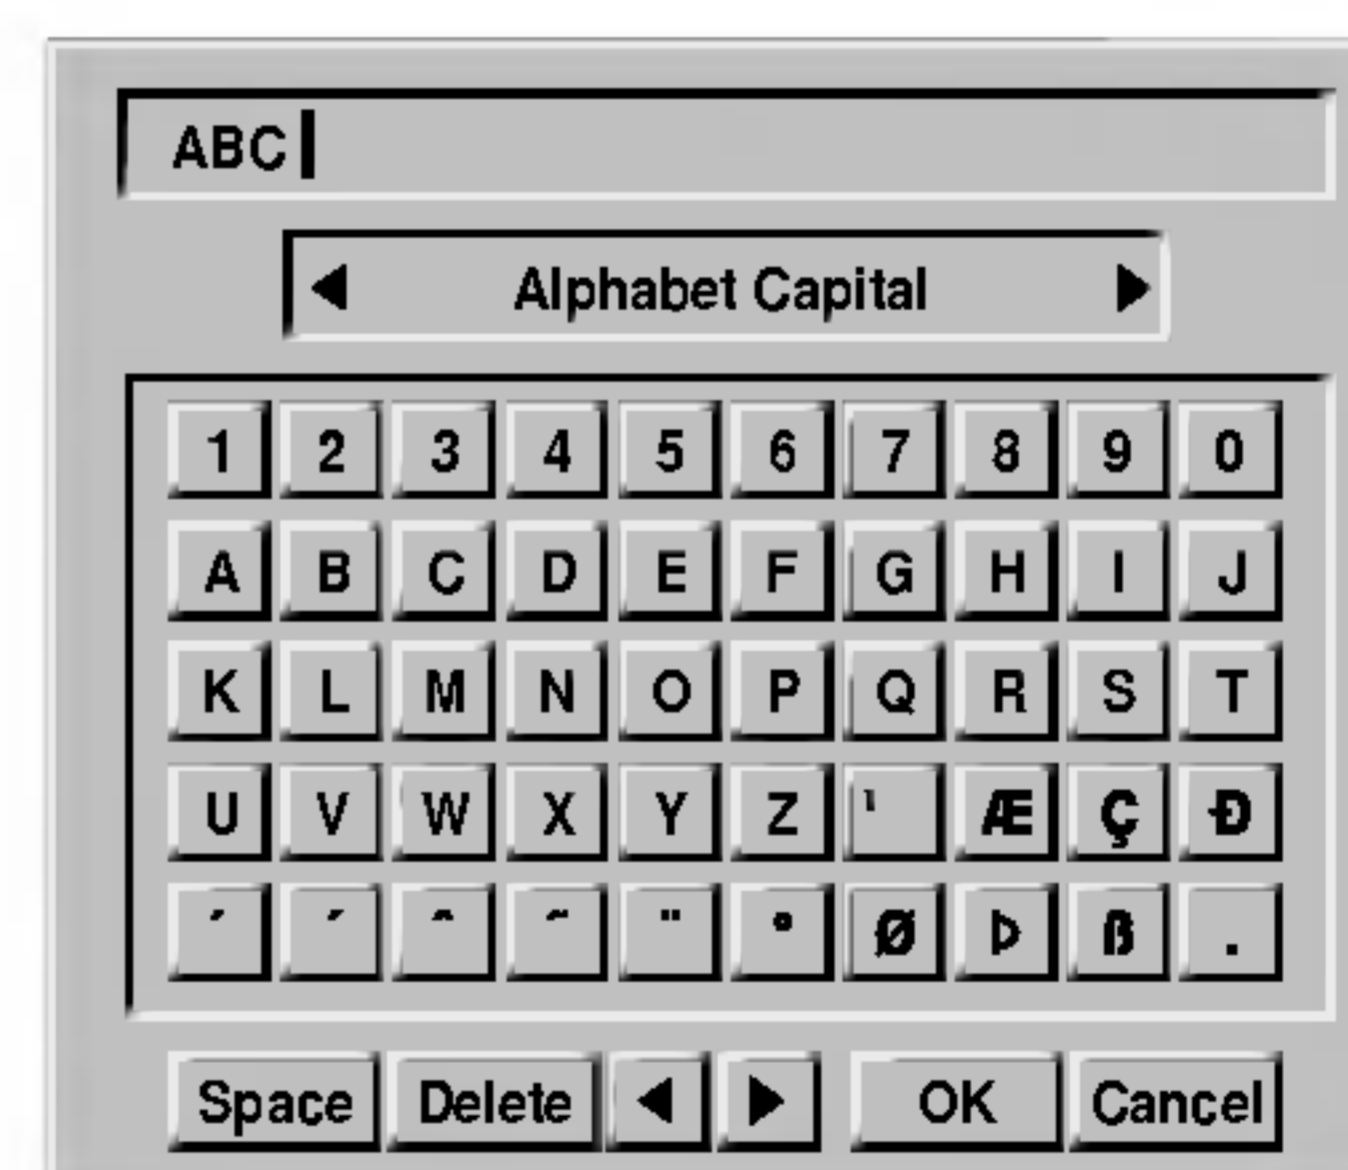 ABC
◀ Alphabet Capital ▶
1 2 3 4 5 6 7 8 9 0
A B C D E F G H I J
K L M N O P Q R S T
U V W X Y Z ı Æ Ç Ð
´ ´ ˆ ˜ ¨ ° Ø Þ ß .
Space Delete ◀ ▶ OK Cancel